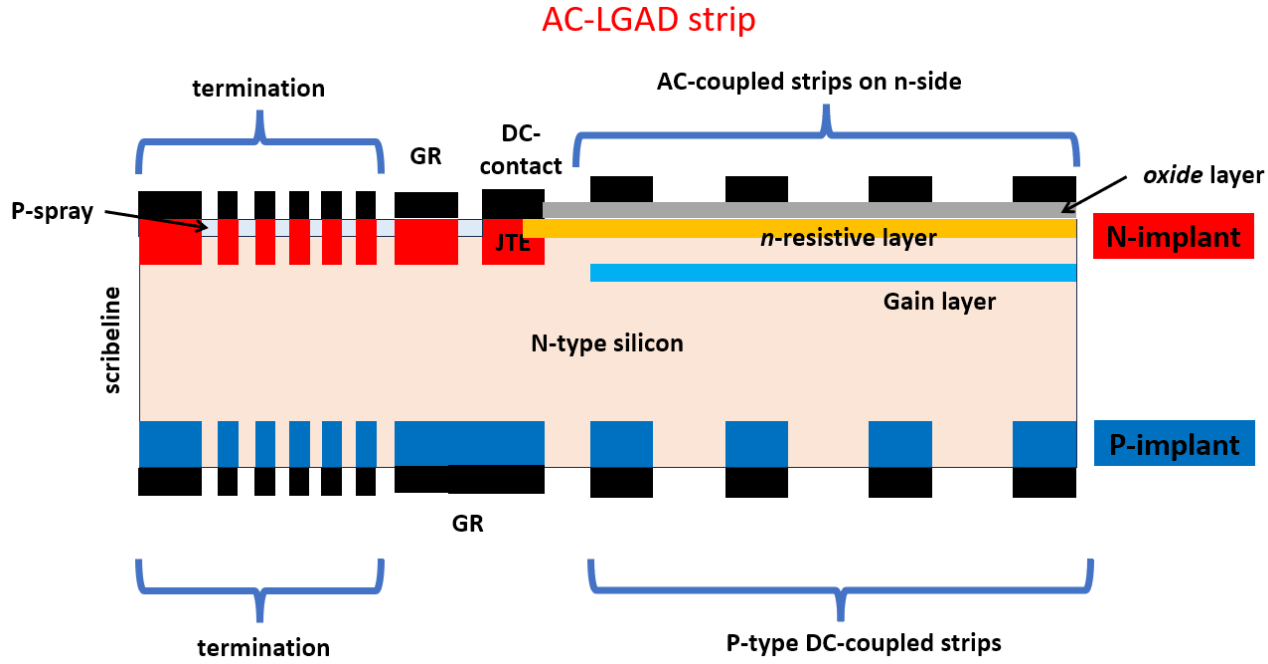 AC-LGAD strip
termination
AC-coupled strips on n-side
GR
DC-
contact
oxide layer
P-spray
JTE
n-resistive layer
N-implant
Gain layer
scribeline
N-type silicon
P-implant
GR
termination
P-type DC-coupled strips